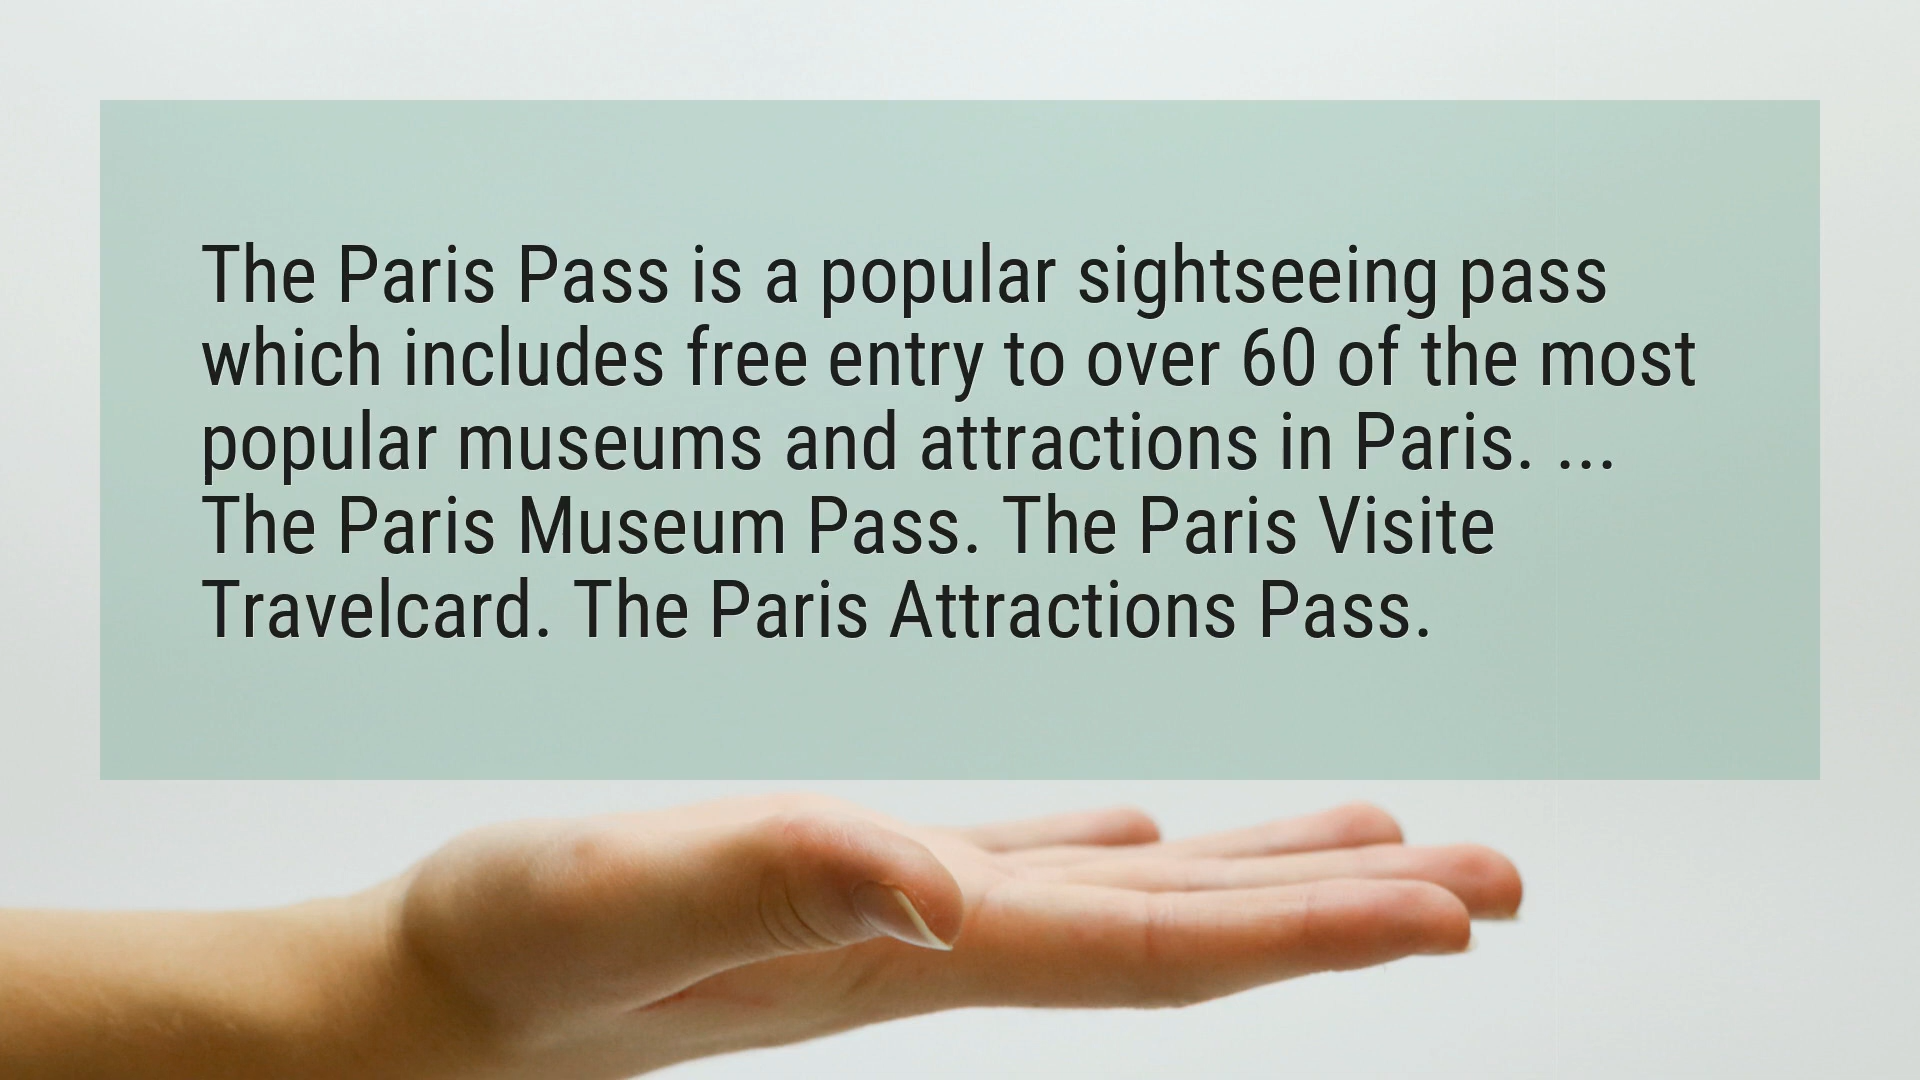 The Paris Pass is a popular sightseeing pass
which includes free entry to over 60 of the most
popular museums and attractions in Paris. ...
The Paris Museum Pass. The Paris Visite
Travelcard. The Paris Attractions Pass.